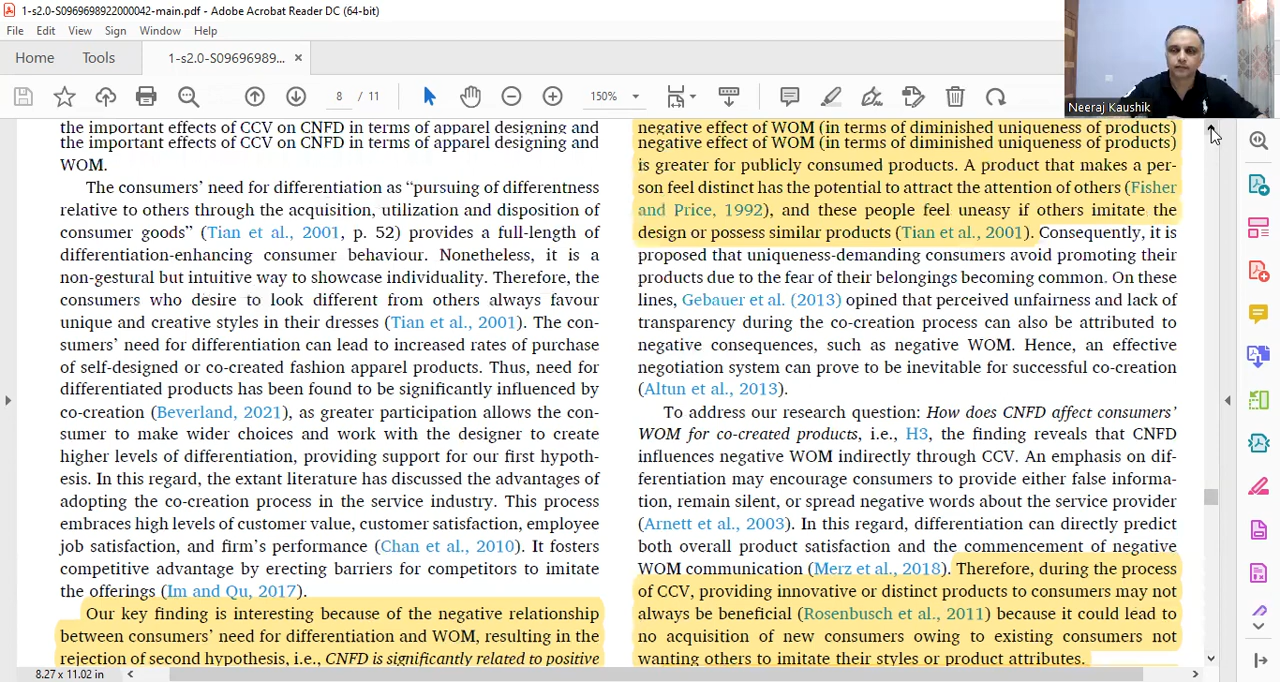 1-s2.0-S0969698922000042-main.pdf - Adobe Acrobat Reader DC (64-bit)
File Edit View Sign Window Help
Home Tools 1-s2.0-S09696989... ×
8 / 11 150%
Neeraj Kaushik
the important effects of CCV on CNFD in terms of apparel designing and
the important effects of CCV on CNFD in terms of apparel designing and
WOM.
The consumers' need for differentiation as "pursuing of differentness
relative to others through the acquisition, utilization and disposition of
consumer goods" (Tian et al., 2001, p. 52) provides a full-length of
differentiation-enhancing consumer behaviour. Nonetheless, it is a
non-gestural but intuitive way to showcase individuality. Therefore, the
consumers who desire to look different from others always favour
unique and creative styles in their dresses (Tian et al., 2001). The con-
sumers' need for differentiation can lead to increased rates of purchase
of self-designed or co-created fashion apparel products. Thus, need for
differentiated products has been found to be significantly influenced by
co-creation (Beverland, 2021), as greater participation allows the con-
sumer to make wider choices and work with the designer to create
higher levels of differentiation, providing support for our first hypoth-
esis. In this regard, the extant literature has discussed the advantages of
adopting the co-creation process in the service industry. This process
embraces high levels of customer value, customer satisfaction, employee
job satisfaction, and firm's performance (Chan et al., 2010). It fosters
competitive advantage by erecting barriers for competitors to imitate
the offerings (Im and Qu, 2017).
Our key finding is interesting because of the negative relationship
between consumers' need for differentiation and WOM, resulting in the
rejection of second hypothesis, i.e., CNFD is significantly related to positive
negative effect of WOM (in terms of diminished uniqueness of products)
negative effect of WOM (in terms of diminished uniqueness of products)
is greater for publicly consumed products. A product that makes a per-
son feel distinct has the potential to attract the attention of others (Fisher
and Price, 1992), and these people feel uneasy if others imitate the
design or possess similar products (Tian et al., 2001). Consequently, it is
proposed that uniqueness-demanding consumers avoid promoting their
products due to the fear of their belongings becoming common. On these
lines, Gebauer et al. (2013) opined that perceived unfairness and lack of
transparency during the co-creation process can also be attributed to
negative consequences, such as negative WOM. Hence, an effective
negotiation system can prove to be inevitable for successful co-creation
(Altun et al., 2013).
To address our research question: How does CNFD affect consumers'
WOM for co-created products, i.e., H3, the finding reveals that CNFD
influences negative WOM indirectly through CCV. An emphasis on dif-
ferentiation may encourage consumers to provide either false informa-
tion, remain silent, or spread negative words about the service provider
(Arnett et al., 2003). In this regard, differentiation can directly predict
both overall product satisfaction and the commencement of negative
WOM communication (Merz et al., 2018). Therefore, during the process
of CCV, providing innovative or distinct products to consumers may not
always be beneficial (Rosenbusch et al., 2011) because it could lead to
no acquisition of new consumers owing to existing consumers not
wanting others to imitate their styles or product attributes.
8.27 x 11.02 in